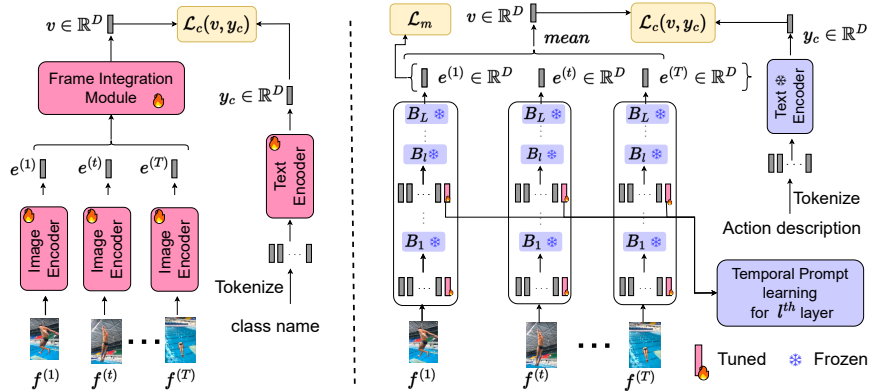 v ∈ ℝ^D
𝓛_c(v, y_c)
Frame Integration
Module
y_c ∈ ℝ^D
e^(1)
e^(t)
e^(T)
Image
Encoder
Image
Encoder
Image
Encoder
Text
Encoder
Tokenize
class name
f^(1)
f^(t)
f^(T)
𝓛_m
v ∈ ℝ^D
𝓛_c(v, y_c)
y_c ∈ ℝ^D
mean
e^(1) ∈ ℝ^D
e^(t) ∈ ℝ^D
e^(T) ∈ ℝ^D
Text
Encoder
B_L
B_L
B_L
B_l
B_l
B_l
Tokenize
Action description
B_1
B_1
B_1
Temporal Prompt
learning
for l^th layer
f^(1)
f^(t)
f^(T)
Tuned
Frozen